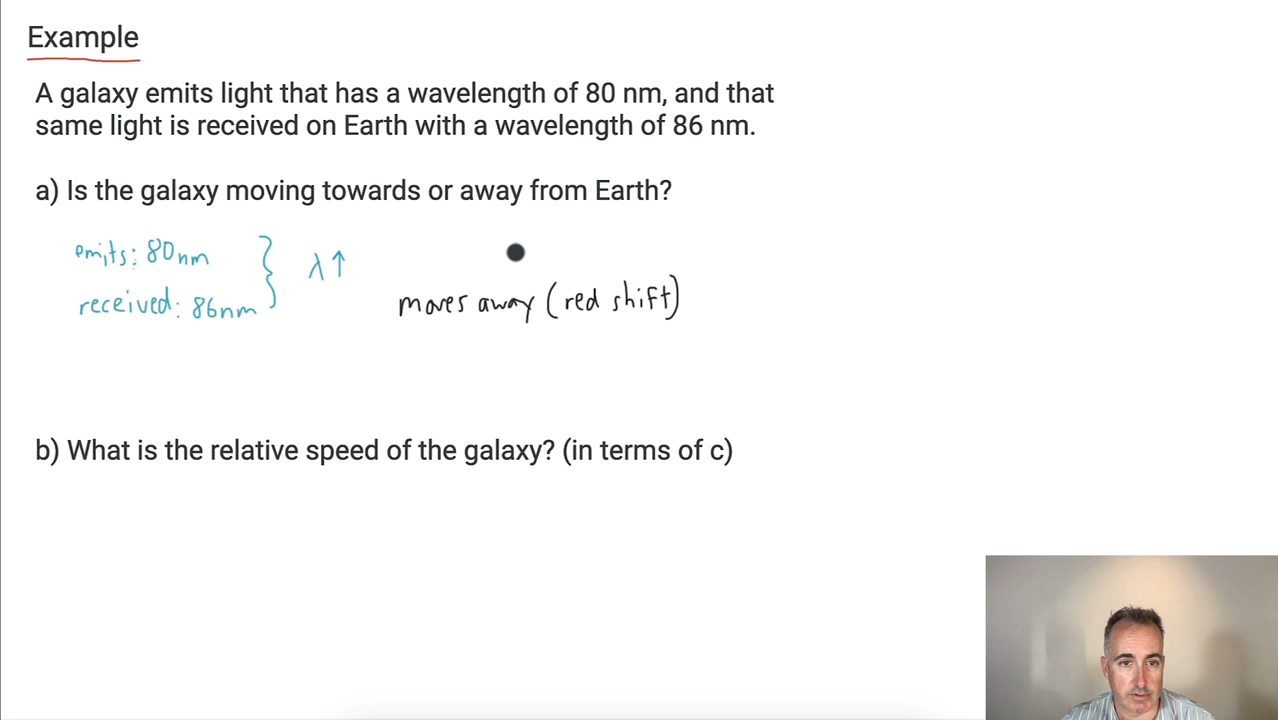 Example
A galaxy emits light that has a wavelength of 80 nm, and that
same light is received on Earth with a wavelength of 86 nm.
a) Is the galaxy moving towards or away from Earth?
emits: 80nm
received: 86nm
} λ↑
moves away (red shift)
b) What is the relative speed of the galaxy? (in terms of c)